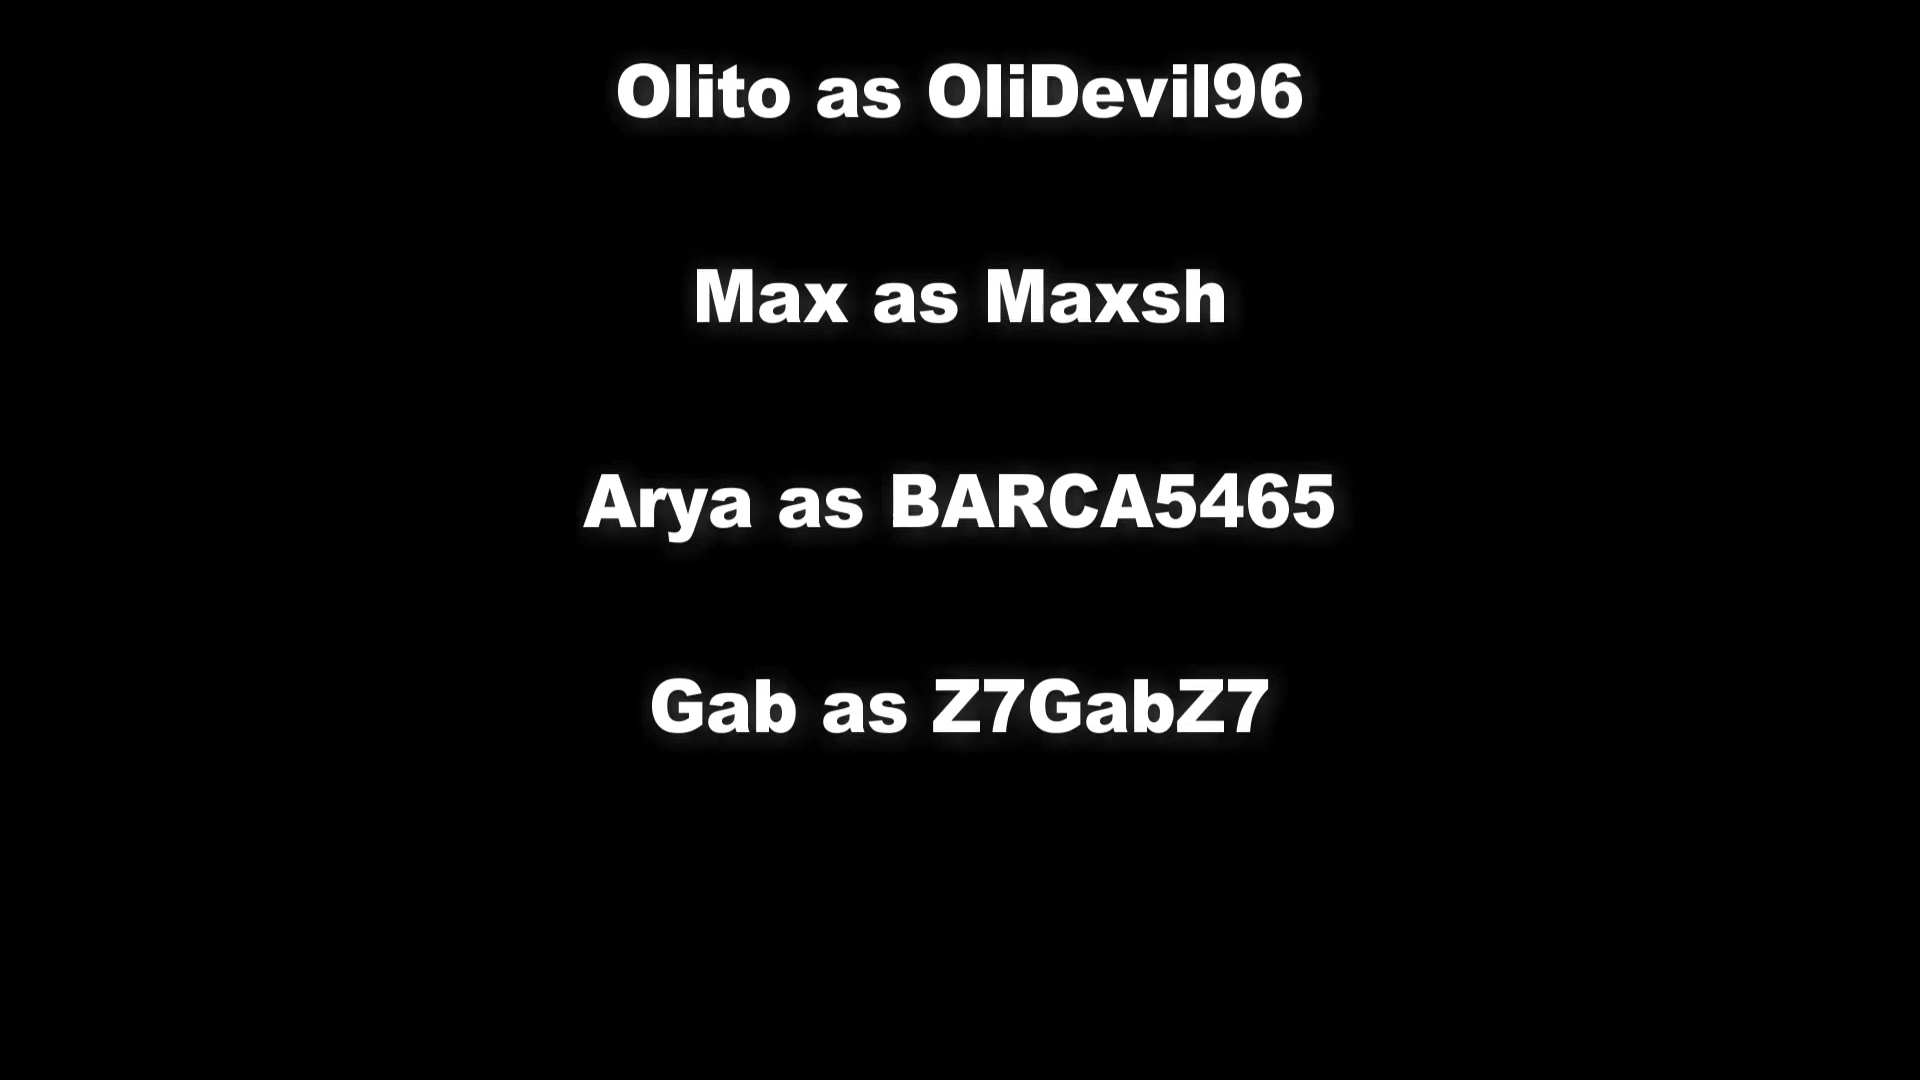 Olito as OliDevil96
Max as Maxsh
Arya as BARCA5465
Gab as Z7GabZ7